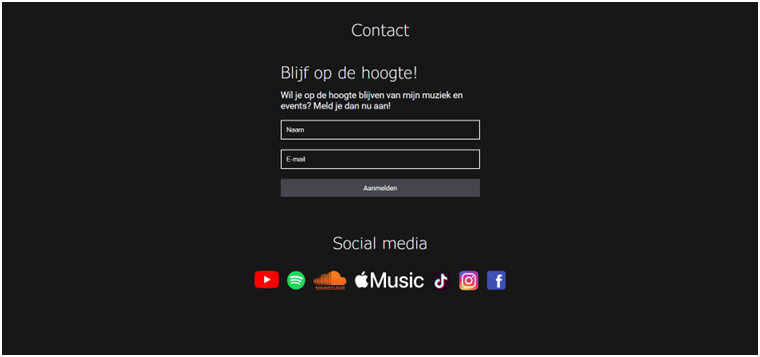 Contact
Blijf op de hoogte!
Wil je op de hoogte blijven van mijn muziek en
events? Meld je dan nu aan!
Naam
E-mail
Aanmelden
Social media
SOUNDCLOUD Music